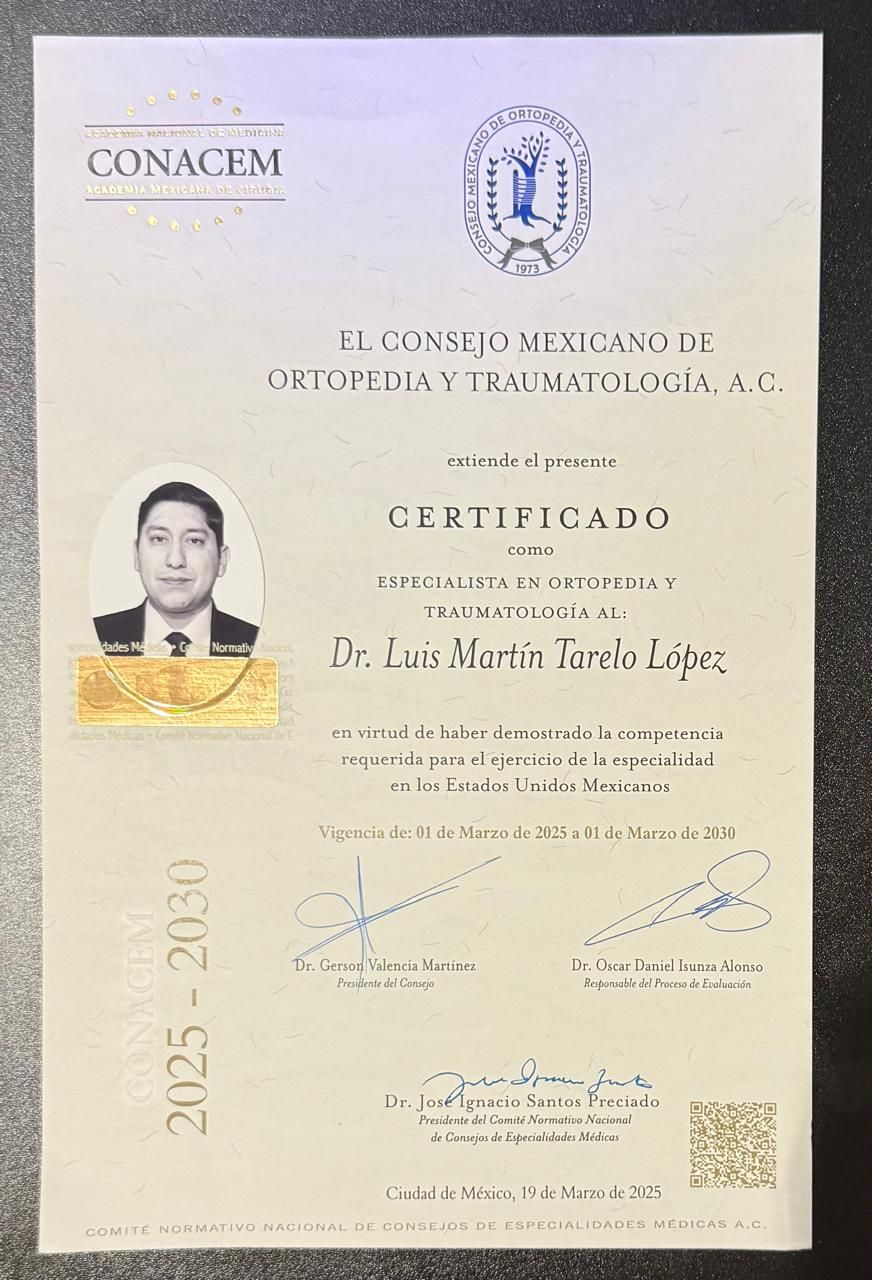 ACADEMIA NACIONAL DE MEDICINA
CONACEM
ACADEMIA MEXICANA DE CIRUGÍA
CONSEJO MEXICANO DE ORTOPEDIA Y TRAUMATOLOGÍA
1973
EL CONSEJO MEXICANO DE
ORTOPEDIA Y TRAUMATOLOGÍA, A.C.
extiende el presente
CERTIFICADO
como
ESPECIALISTA EN ORTOPEDIA Y
TRAUMATOLOGÍA AL:
Dr. Luis Martín Tarelo López
en virtud de haber demostrado la competencia
requerida para el ejercicio de la especialidad
en los Estados Unidos Mexicanos
Vigencia de: 01 de Marzo de 2025 a 01 de Marzo de 2030
Dr. Gerson Valencia Martínez
Presidente del Consejo
Dr. Oscar Daniel Isunza Alonso
Responsable del Proceso de Evaluación
CONACEM
2025 - 2030
Dr. José Ignacio Santos Preciado
Presidente del Comité Normativo Nacional
de Consejos de Especialidades Médicas
Ciudad de México, 19 de Marzo de 2025
COMITÉ NORMATIVO NACIONAL DE CONSEJOS DE ESPECIALIDADES MÉDICAS A.C.